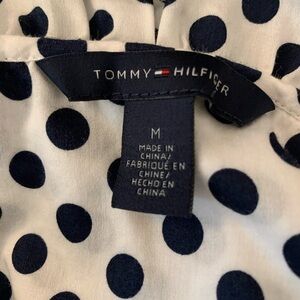 TOMMY HILFIGER
M
MADE IN
CHINA/
FABRIQUÉ EN
CHINE/
HECHO EN
CHINA